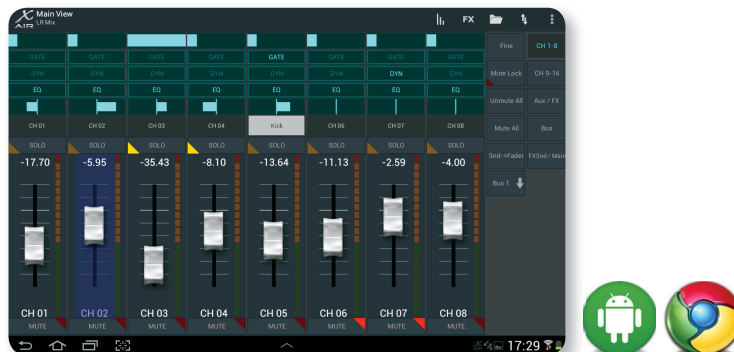 X AIR Main View
LR Mix
FX
GATE GATE GATE GATE GATE GATE GATE GATE Fine CH 1-8
DYN DYN DYN DYN DYN DYN DYN DYN Mute Lock CH 9-16
EQ EQ EQ EQ EQ EQ EQ EQ
Unmute All Aux / FX
CH 01 CH 02 CH 03 CH 04 Kick CH 06 CH 07 CH 08 Mute All Bus
SOLO SOLO SOLO SOLO SOLO SOLO SOLO SOLO
-17.70 -5.95 -35.43 -8.10 -13.64 -11.13 -2.59 -4.00 Snd->Fader FXSnd / Main
Bus 1
CH 01 CH 02 CH 03 CH 04 CH 05 CH 06 CH 07 CH 08
MUTE MUTE MUTE MUTE MUTE MUTE MUTE MUTE
17:29